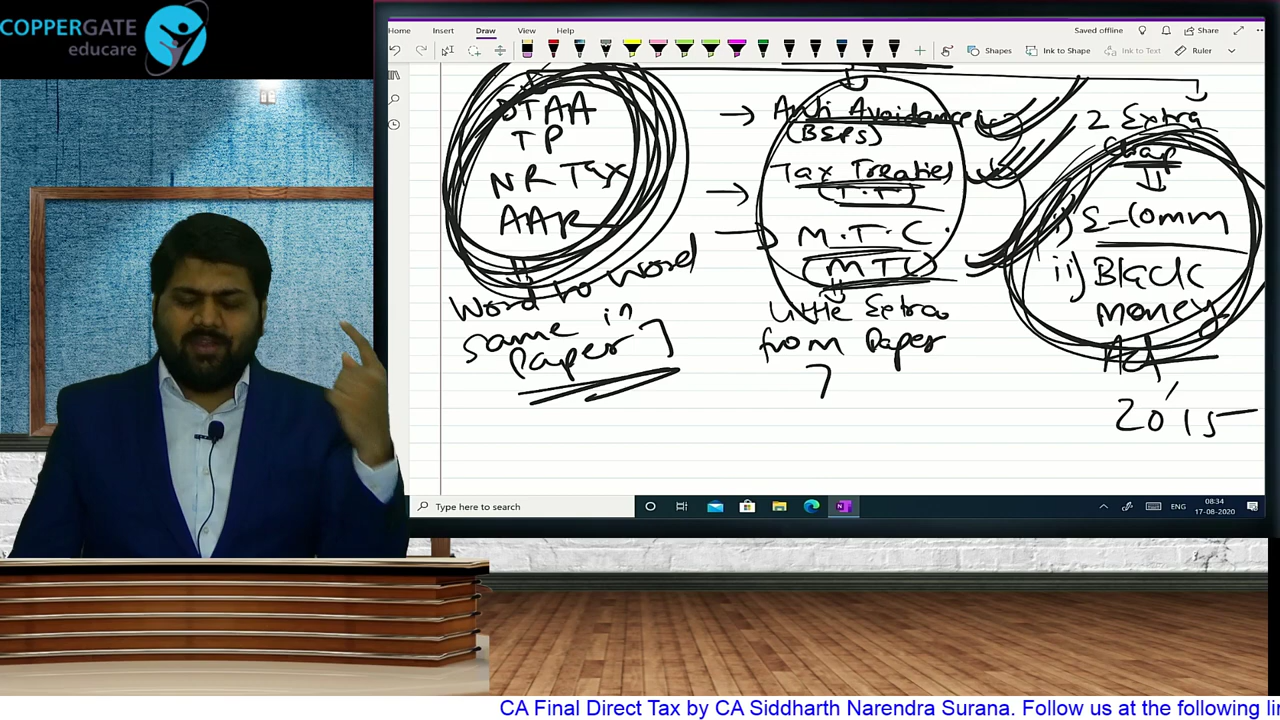 COPPERGATE
educare
Home Insert Draw View Help
Saved offline
Share
Shapes Ink to Shape Ink to Text Ruler
DTAA
TP
NR Tax
AAR
Word to word
same in
Paper
Anti Avoidance
(BEPS)
Tax Treaties
(T.T)
M.T.C.
(MTC)
Little Extra
from Paper
7
2 Extra
Chap
i) E-Comm
ii) Black
money
Act,
2015
Type here to search
ENG
08:34
17-08-2020
CA Final Direct Tax by CA Siddharth Narendra Surana. Follow us at the following